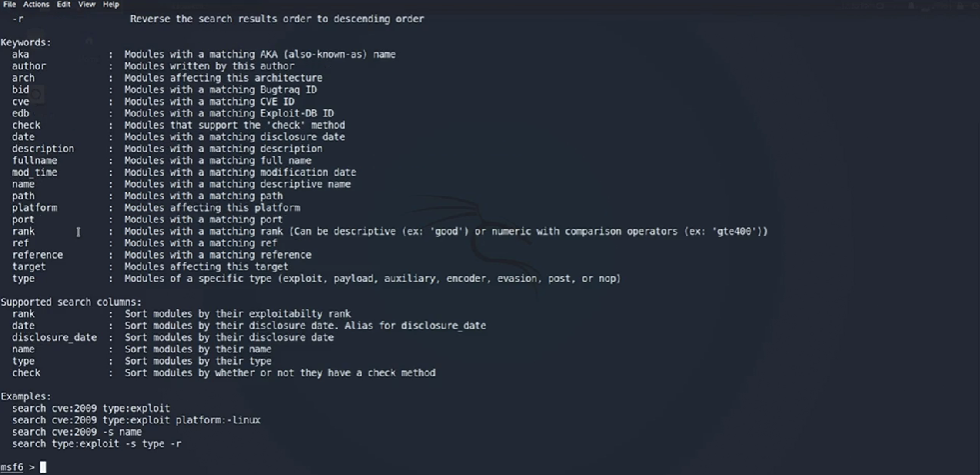 File Actions Edit View Help
-r Reverse the search results order to descending order
Keywords:
aka : Modules with a matching AKA (also-known-as) name
author : Modules written by this author
arch : Modules affecting this architecture
bid : Modules with a matching Bugtraq ID
cve : Modules with a matching CVE ID
edb : Modules with a matching Exploit-DB ID
check : Modules that support the 'check' method
date : Modules with a matching disclosure date
description : Modules with a matching description
fullname : Modules with a matching full name
mod_time : Modules with a matching modification date
name : Modules with a matching descriptive name
path : Modules with a matching path
platform : Modules affecting this platform
port : Modules with a matching port
rank : Modules with a matching rank (Can be descriptive (ex: 'good') or numeric with comparison operators (ex: 'gte400'))
ref : Modules with a matching ref
reference : Modules with a matching reference
target : Modules affecting this target
type : Modules of a specific type (exploit, payload, auxiliary, encoder, evasion, post, or nop)
Supported search columns:
rank : Sort modules by their exploitabilty rank
date : Sort modules by their disclosure date. Alias for disclosure_date
disclosure_date : Sort modules by their disclosure date
name : Sort modules by their name
type : Sort modules by their type
check : Sort modules by whether or not they have a check method
Examples:
search cve:2009 type:exploit
search cve:2009 type:exploit platform:-linux
search cve:2009 -s name
search type:exploit -s type -r
msf6 >